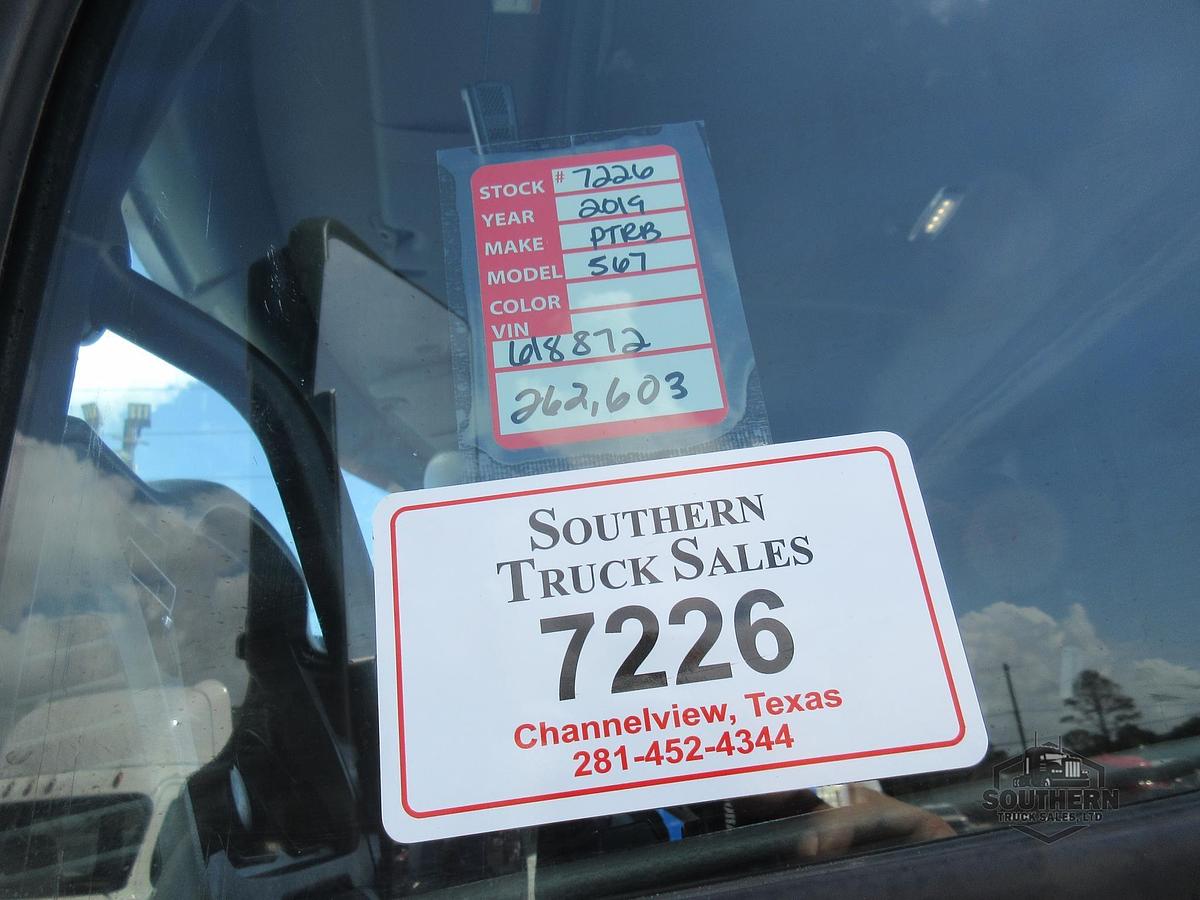 STOCK # 7226
YEAR 2019
MAKE PTRB
MODEL 567
COLOR
VIN
618872
262,603
SOUTHERN
TRUCK SALES
7226
Channelview, Texas
281-452-4344
SOUTHERN
TRUCK SALES, LTD